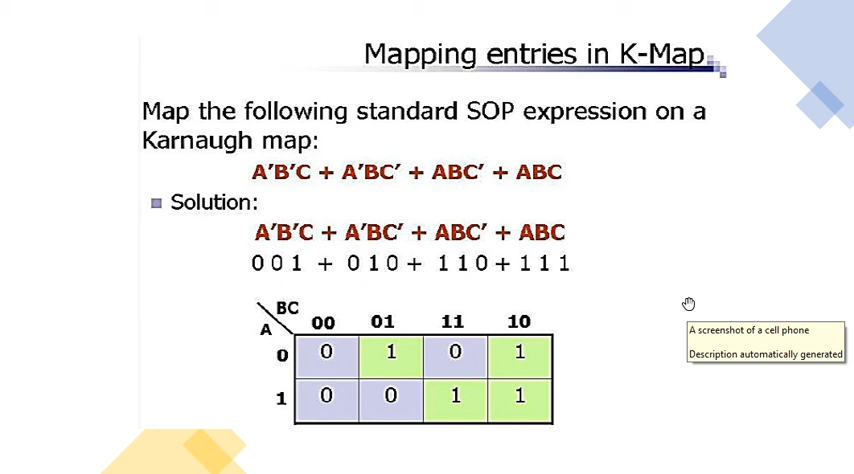 Mapping entries in K-Map
Map the following standard SOP expression on a
Karnaugh map:
A′B′C + A′BC′ + ABC′ + ABC
Solution:
A′B′C + A′BC′ + ABC′ + ABC
0 0 1 + 0 1 0 + 1 1 0 + 1 1 1
BC
A 00 01 11 10
0 0 1 0 1
1 0 0 1 1
A screenshot of a cell phone
Description automatically generated